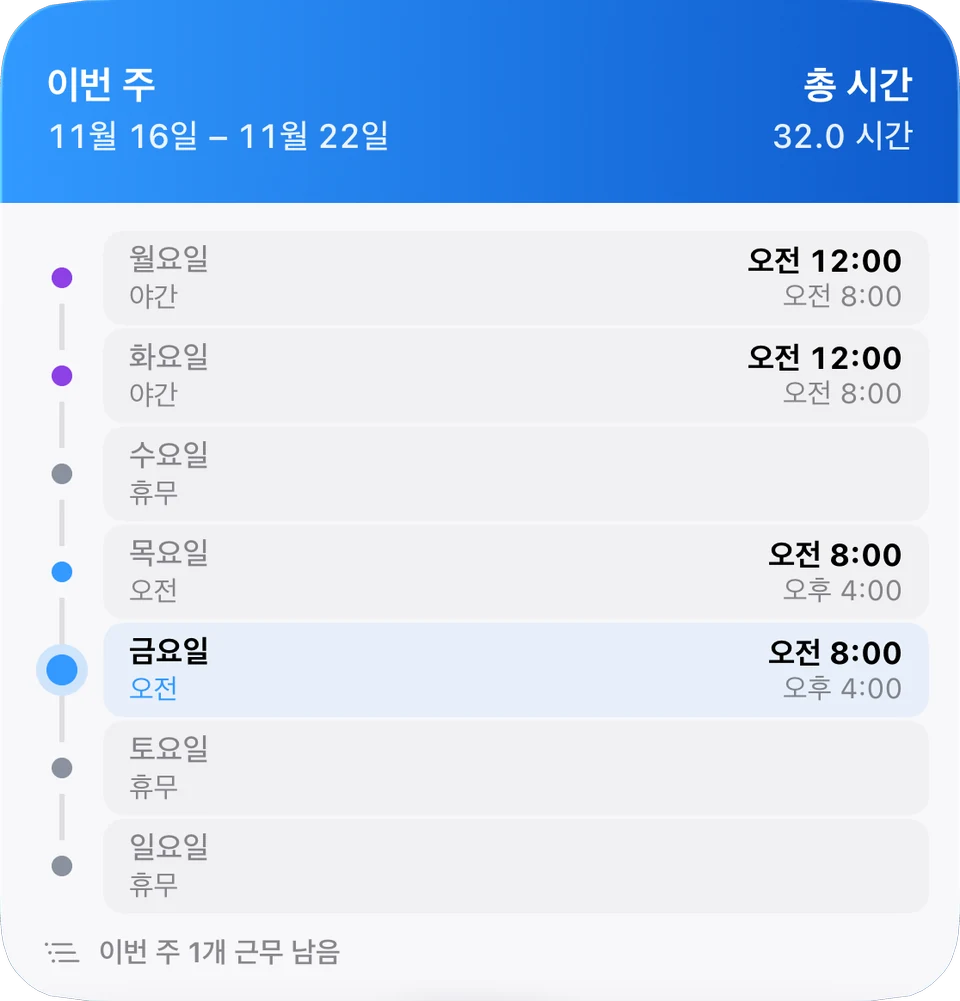 이번 주
총 시간
11월 16일 – 11월 22일
32.0 시간
월요일
오전 12:00
야간
오전 8:00
화요일
오전 12:00
야간
오전 8:00
수요일
휴무
목요일
오전 8:00
오전
오후 4:00
금요일
오전 8:00
오전
오후 4:00
토요일
휴무
일요일
휴무
이번 주 1개 근무 남음